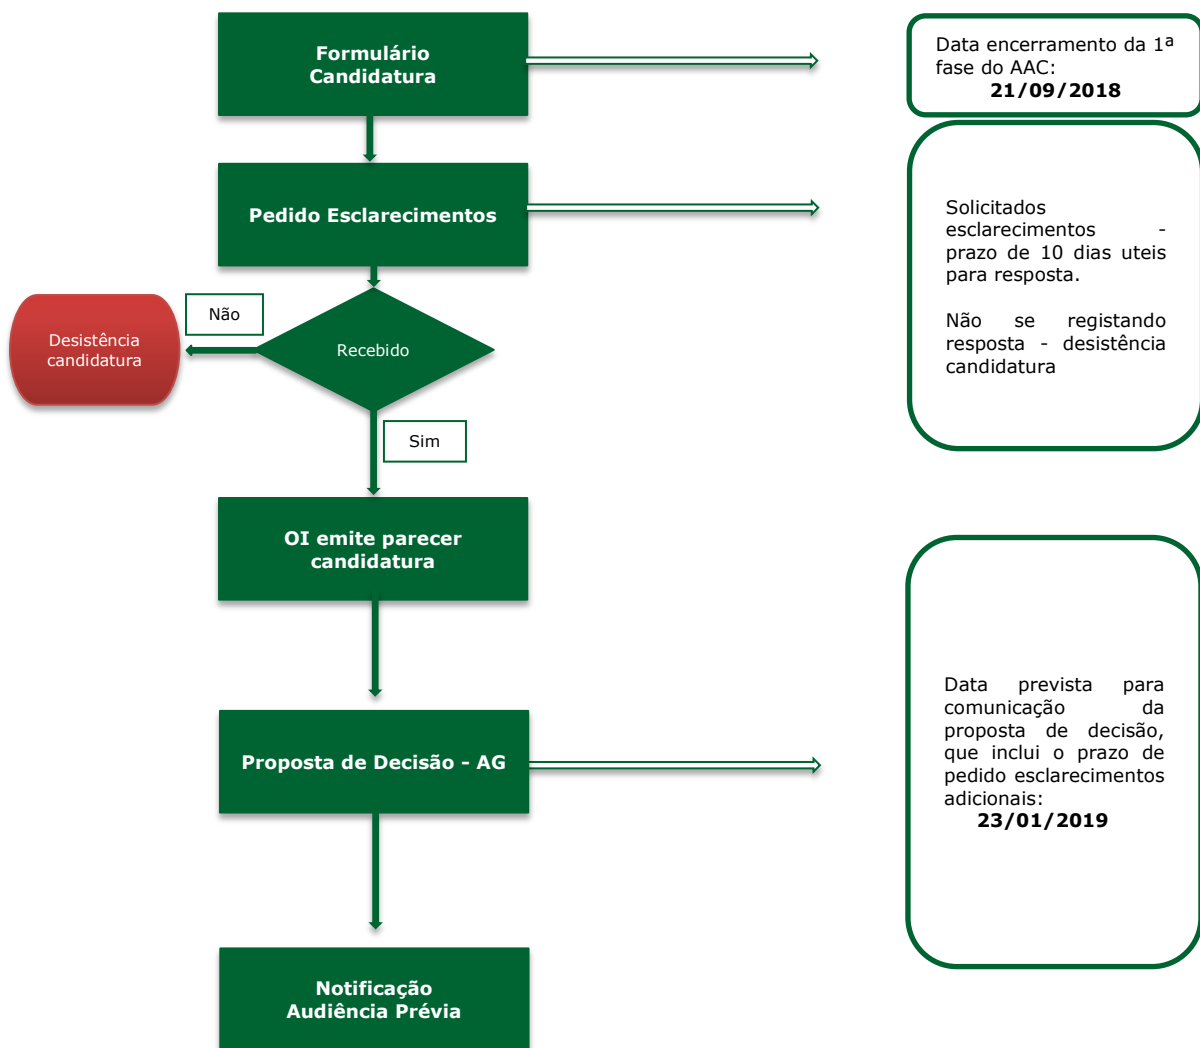 Formulário
Candidatura
Data encerramento da 1ª
fase do AAC:
21/09/2018
Pedido Esclarecimentos
Solicitados
esclarecimentos -
prazo de 10 dias uteis
para resposta.
Não se registando
resposta - desistência
candidatura
Não
Desistência
candidatura
Recebido
Sim
OI emite parecer
candidatura
Proposta de Decisão - AG
Data prevista para
comunicação da
proposta de decisão,
que inclui o prazo de
pedido esclarecimentos
adicionais:
23/01/2019
Notificação
Audiência Prévia